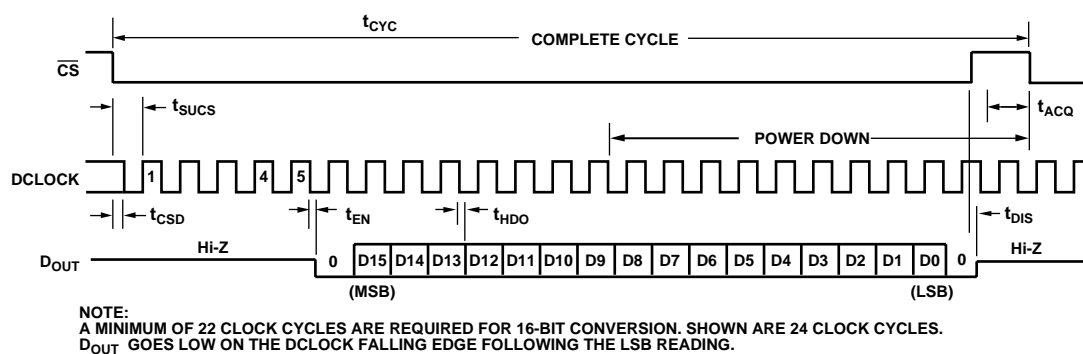 tCYC
COMPLETE CYCLE
CS
tSUCS
tACQ
POWER DOWN
DCLOCK
1
4
5
tCSD
tEN
tHDO
tDIS
Hi-Z
Hi-Z
DOUT
0
D15
D14
D13
D12
D11
D10
D9
D8
D7
D6
D5
D4
D3
D2
D1
D0
0
(MSB)
(LSB)
NOTE:
A MINIMUM OF 22 CLOCK CYCLES ARE REQUIRED FOR 16-BIT CONVERSION. SHOWN ARE 24 CLOCK CYCLES.
DOUT GOES LOW ON THE DCLOCK FALLING EDGE FOLLOWING THE LSB READING.